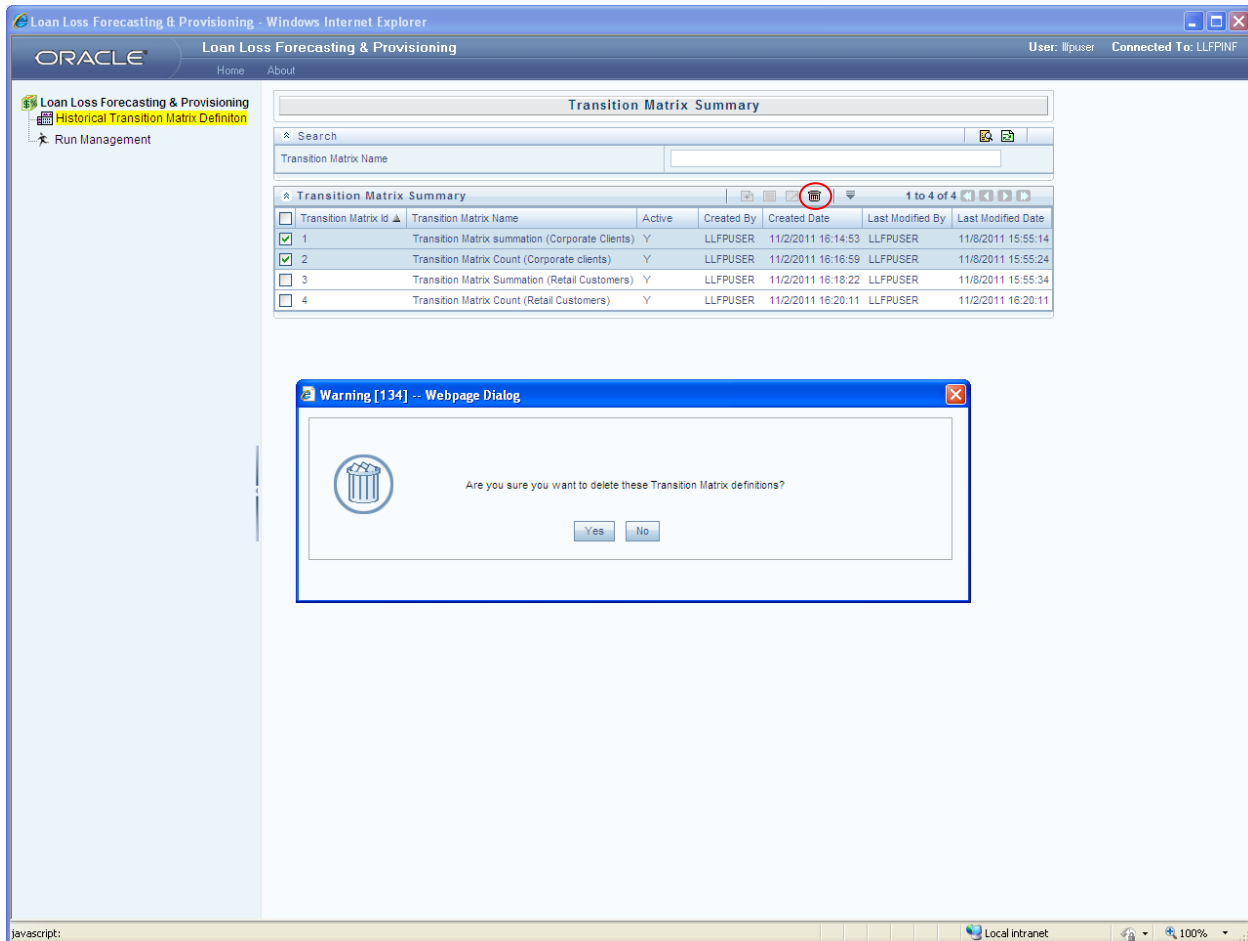 Loan Loss Forecasting & Provisioning - Windows Internet Explorer
ORACLE
Loan Loss Forecasting & Provisioning
User: llfpuser Connected To: LLFPINF
Home About
Loan Loss Forecasting & Provisioning
Historical Transition Matrix Definiton
Run Management
Transition Matrix Summary
Search
Transition Matrix Name
Transition Matrix Summary
1 to 4 of 4
Transition Matrix Id Transition Matrix Name Active Created By Created Date Last Modified By Last Modified Date
1 Transition Matrix summation (Corporate Clients) Y LLFPUSER 11/2/2011 16:14:53 LLFPUSER 11/8/2011 15:55:14
2 Transition Matrix Count (Corporate clients) Y LLFPUSER 11/2/2011 16:16:59 LLFPUSER 11/8/2011 15:55:24
3 Transition Matrix Summation (Retail Customers) Y LLFPUSER 11/2/2011 16:18:22 LLFPUSER 11/8/2011 15:55:34
4 Transition Matrix Count (Retail Customers) Y LLFPUSER 11/2/2011 16:20:11 LLFPUSER 11/2/2011 16:20:11
Warning [134] -- Webpage Dialog
Are you sure you want to delete these Transition Matrix definitions?
Yes No
javascript:
Local intranet
100%